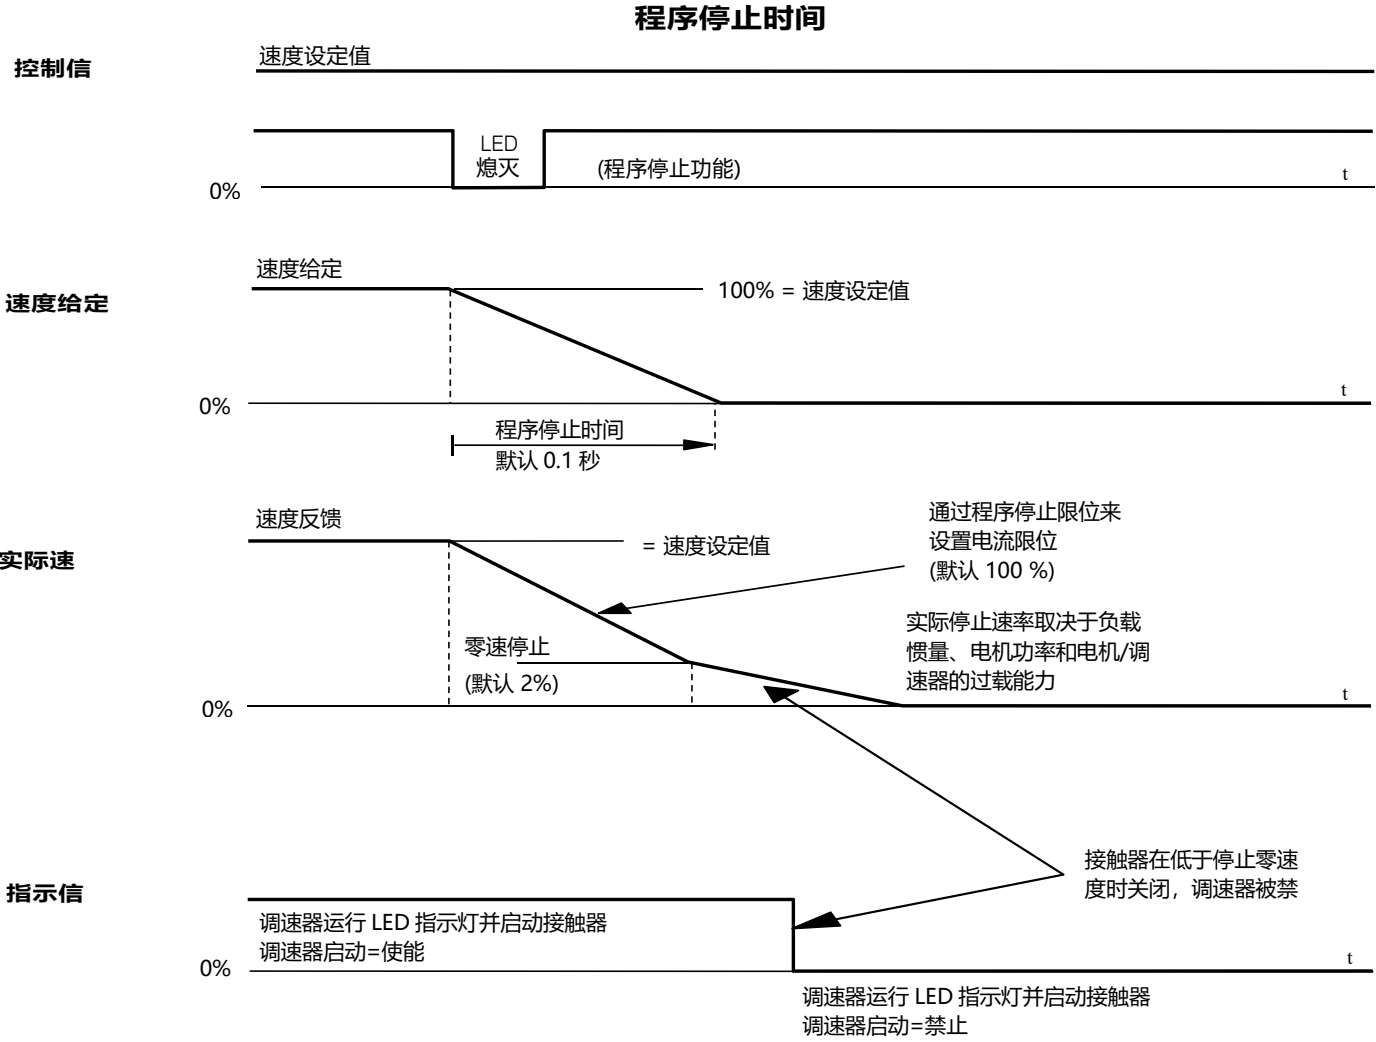 程序停止时间
控制信
速度设定值
LED
熄灭
(程序停止功能)
t
0%
速度给定
速度给定
100% = 速度设定值
t
0%
程序停止时间
默认 0.1 秒
速度反馈
实际速
= 速度设定值
通过程序停止限位来
设置电流限位
(默认 100 %)
零速停止
(默认 2%)
实际停止速率取决于负载
惯量、电机功率和电机/调
速器的过载能力
t
0%
接触器在低于停止零速
度时关闭，调速器被禁
指示信
调速器运行 LED 指示灯并启动接触器
调速器启动=使能
t
0%
调速器运行 LED 指示灯并启动接触器
调速器启动=禁止